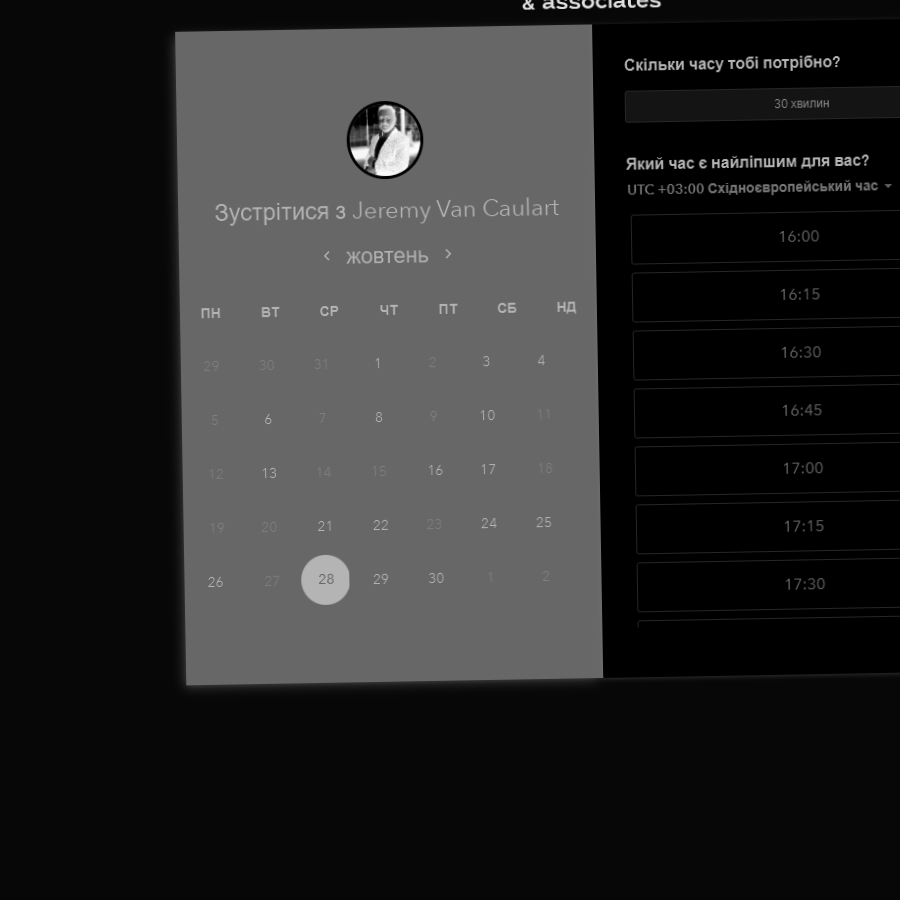 & associates
Зустрітися з Jeremy Van Caulart
жовтень
ПН ВТ СР ЧТ ПТ СБ НД
29 30 31 1 2 3 4
5 6 7 8 9 10 11
12 13 14 15 16 17 18
19 20 21 22 23 24 25
26 27 28 29 30 1 2
Скільки часу тобі потрібно?
30 хвилин
Який час є найліпшим для вас?
UTC +03:00 Східноєвропейський час
16:00
16:15
16:30
16:45
17:00
17:15
17:30